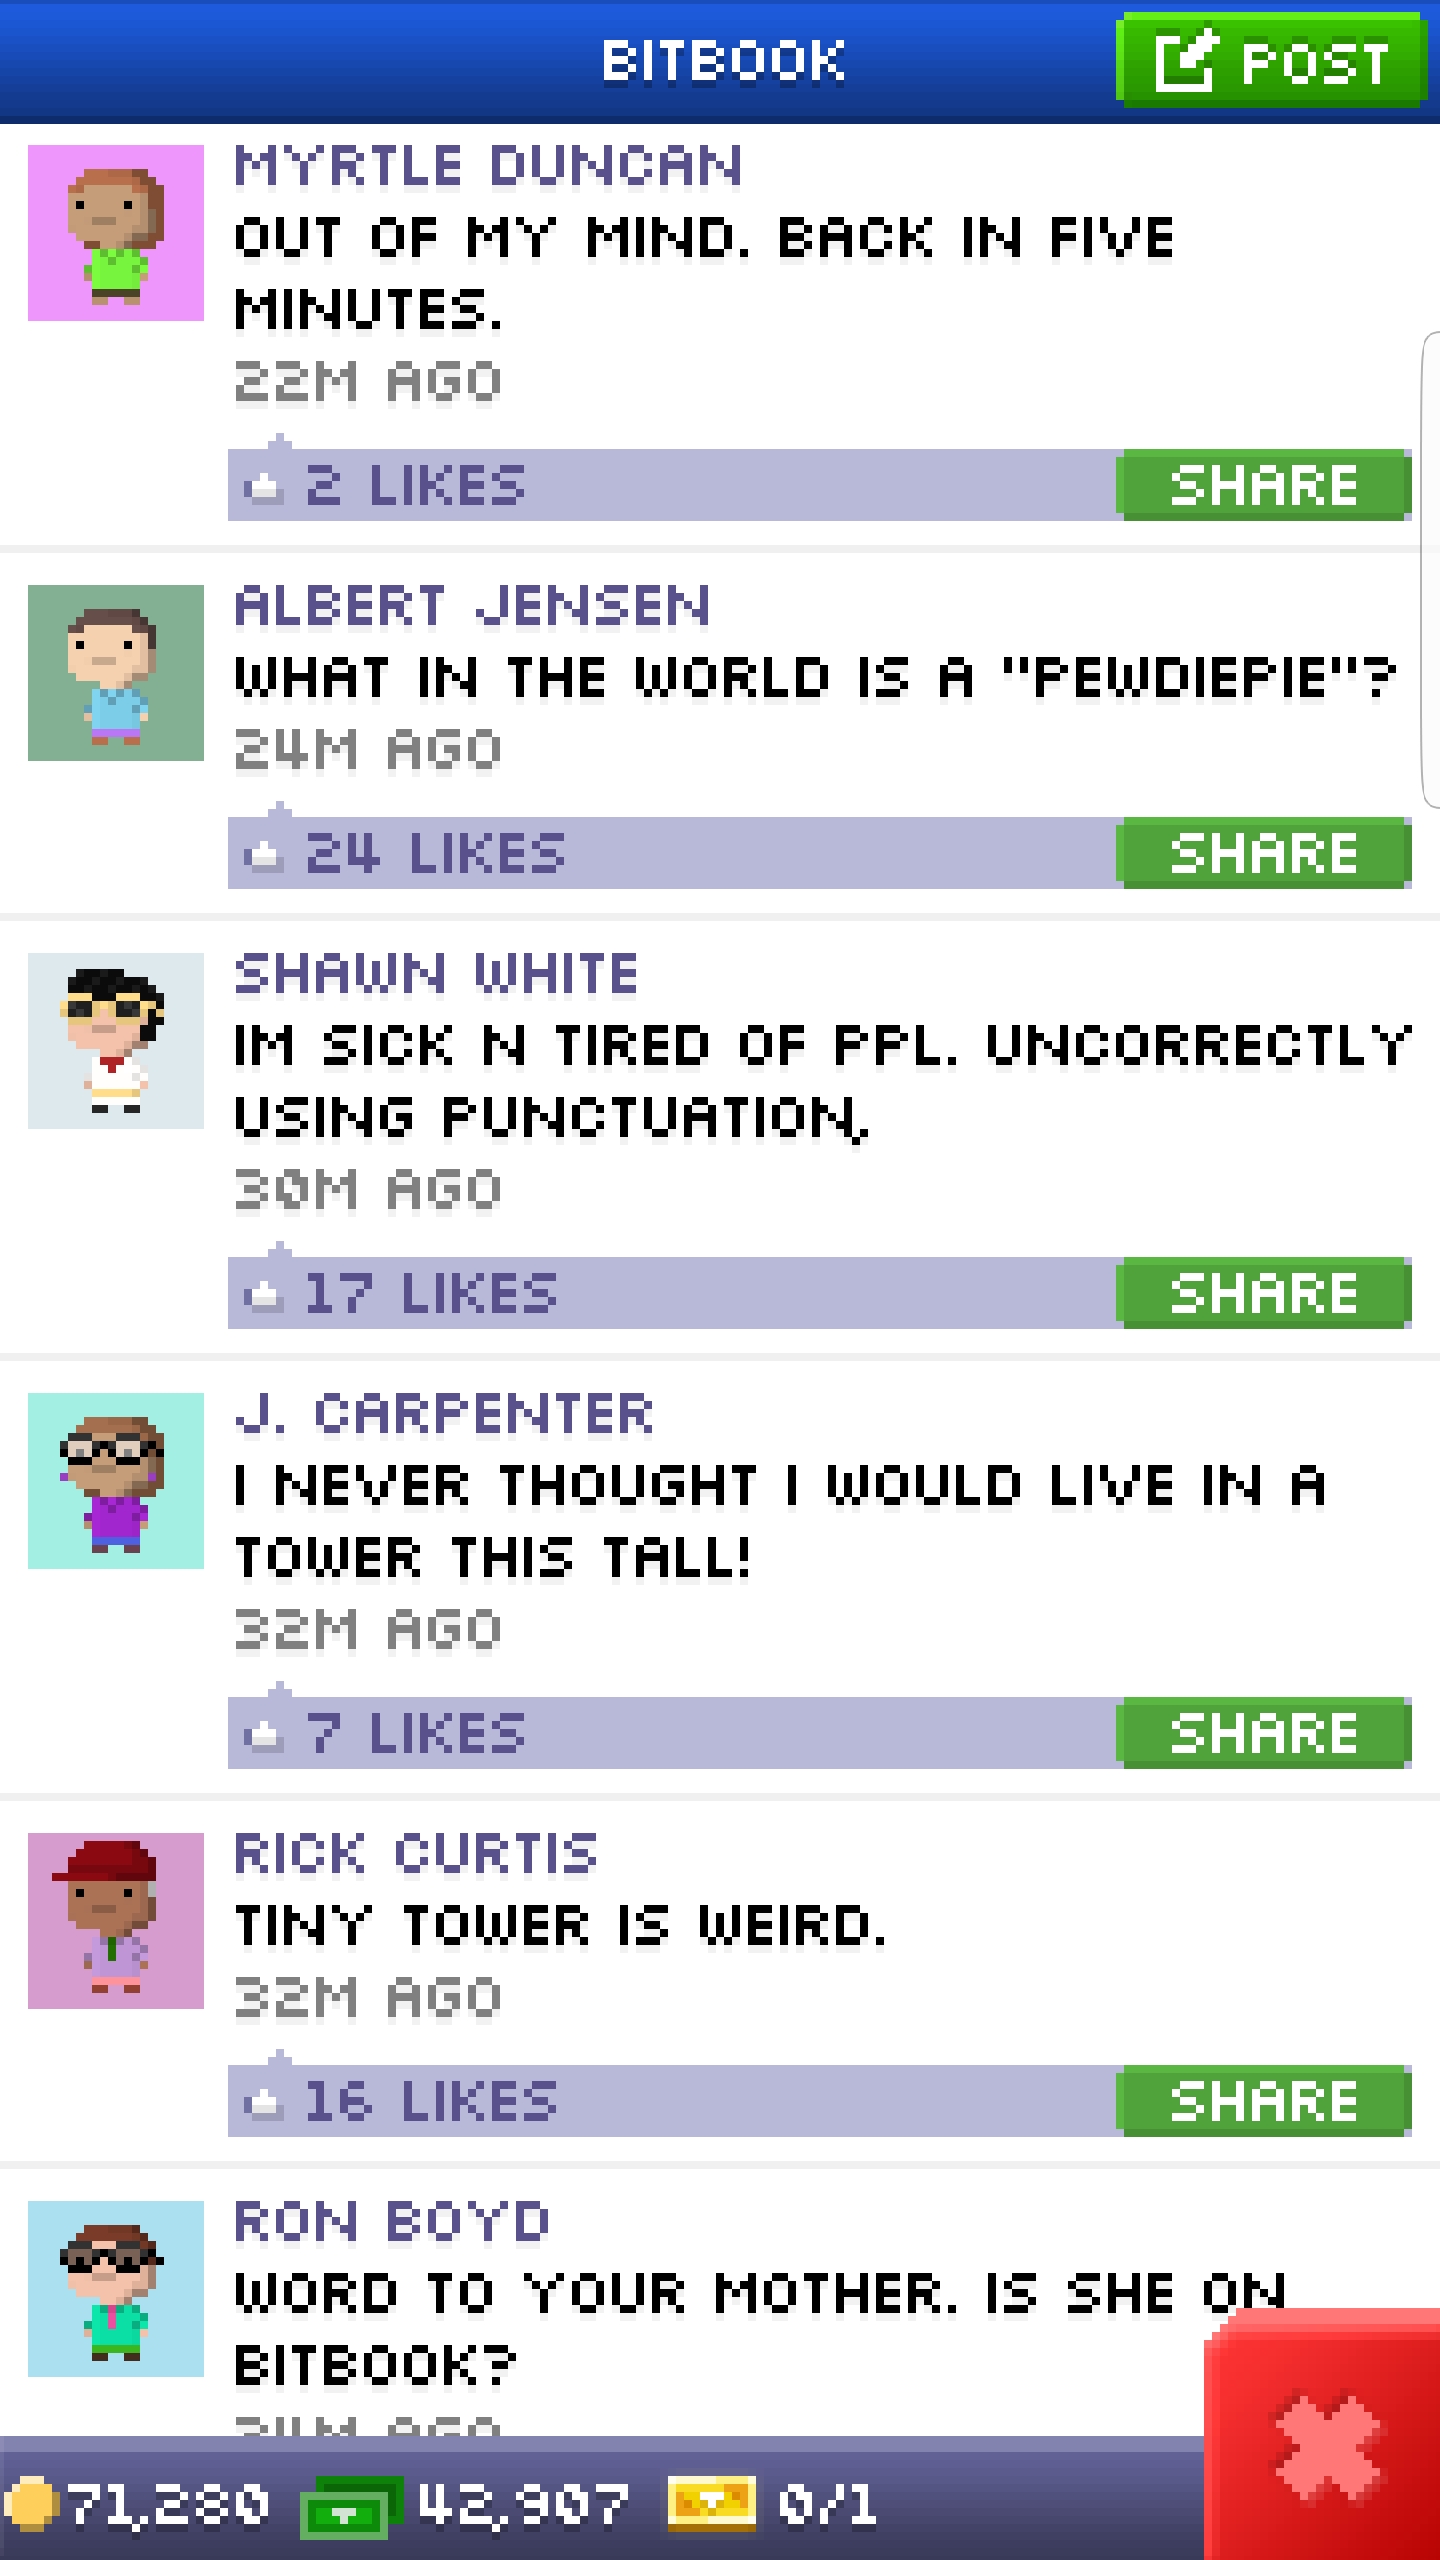 BITBOOK
POST
MYRTLE DUNCAN
OUT OF MY MIND. BACK IN FIVE
MINUTES.
22M AGO
2 LIKES
SHARE
ALBERT JENSEN
WHAT IN THE WORLD IS A "PEWDIEPIE"?
24M AGO
24 LIKES
SHARE
SHAWN WHITE
IM SICK N TIRED OF PPL. UNCORRECTLY
USING PUNCTUATION,
30M AGO
17 LIKES
SHARE
J. CARPENTER
I NEVER THOUGHT I WOULD LIVE IN A
TOWER THIS TALL!
32M AGO
7 LIKES
SHARE
RICK CURTIS
TINY TOWER IS WEIRD.
32M AGO
16 LIKES
SHARE
RON BOYD
WORD TO YOUR MOTHER. IS SHE ON
BITBOOK?
AGO
71,280
42,907
0/1